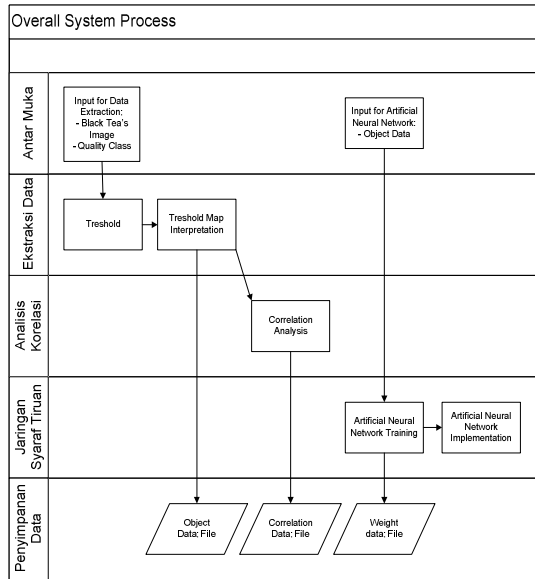 Overall System Process
Antar Muka
Input for Data
Extraction;
- Black Tea's
Image
- Quality Class
Input for Artificial
Neural Network:
- Object Data
Ekstraksi Data
Treshold
Treshold Map
Interpretation
Analisis
Korelasi
Correlation
Analysis
Jaringan
Syaraf Tiruan
Artificial Neural
Network Training
Artificial Neural
Network
Implementation
Penyimpanan
Data
Object
Data; File
Correlation
Data; File
Weight
data; File